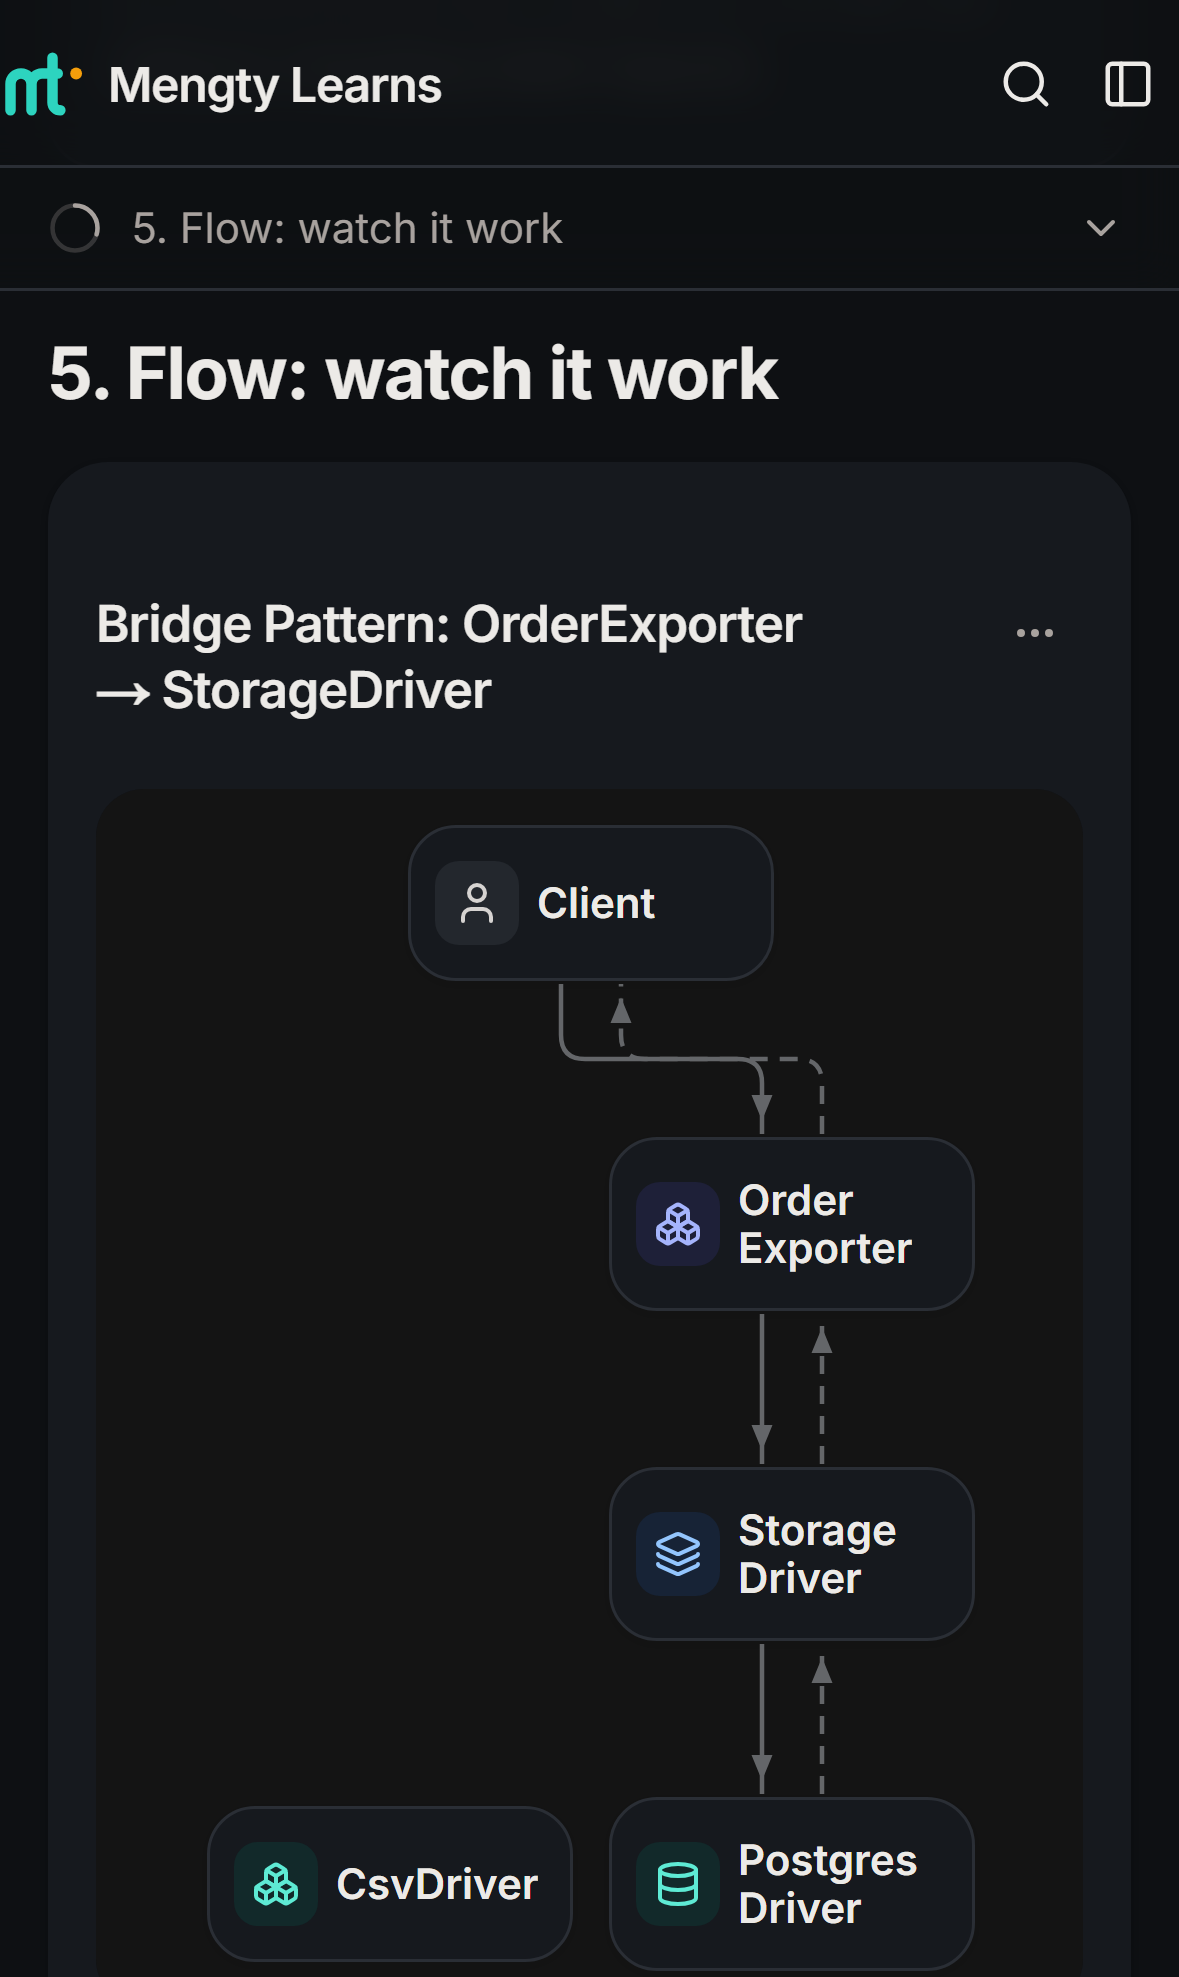 mt
Mengty Learns
5. Flow: watch it work
5. Flow: watch it work
Bridge Pattern: OrderExporter
→ StorageDriver
Client
Order
Exporter
Storage
Driver
CsvDriver
Postgres
Driver